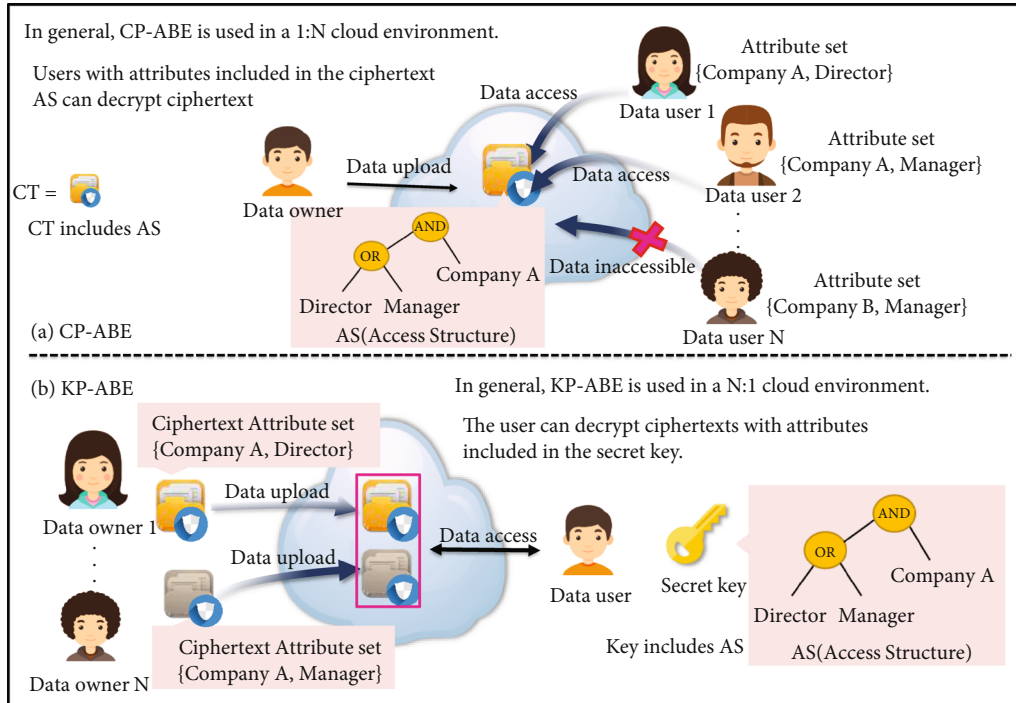 In general, CP-ABE is used in a 1:N cloud environment.
Users with attributes included in the ciphertext
AS can decrypt ciphertext
CT =
CT includes AS
Data owner
Data upload
Data access
Data access
Data inaccessible
Data user 1
Attribute set
{Company A, Director}
Data user 2
Attribute set
{Company A, Manager}
Data user N
Attribute set
{Company B, Manager}
AND
OR
Company A
Director
Manager
AS(Access Structure)
(a) CP-ABE
(b) KP-ABE
In general, KP-ABE is used in a N:1 cloud environment.
The user can decrypt ciphertexts with attributes
included in the secret key.
Ciphertext Attribute set
{Company A, Director}
Data owner 1
Data upload
Data upload
Data owner N
Ciphertext Attribute set
{Company A, Manager}
Data access
Data user
Secret key
Key includes AS
AND
OR
Company A
Director
Manager
AS(Access Structure)